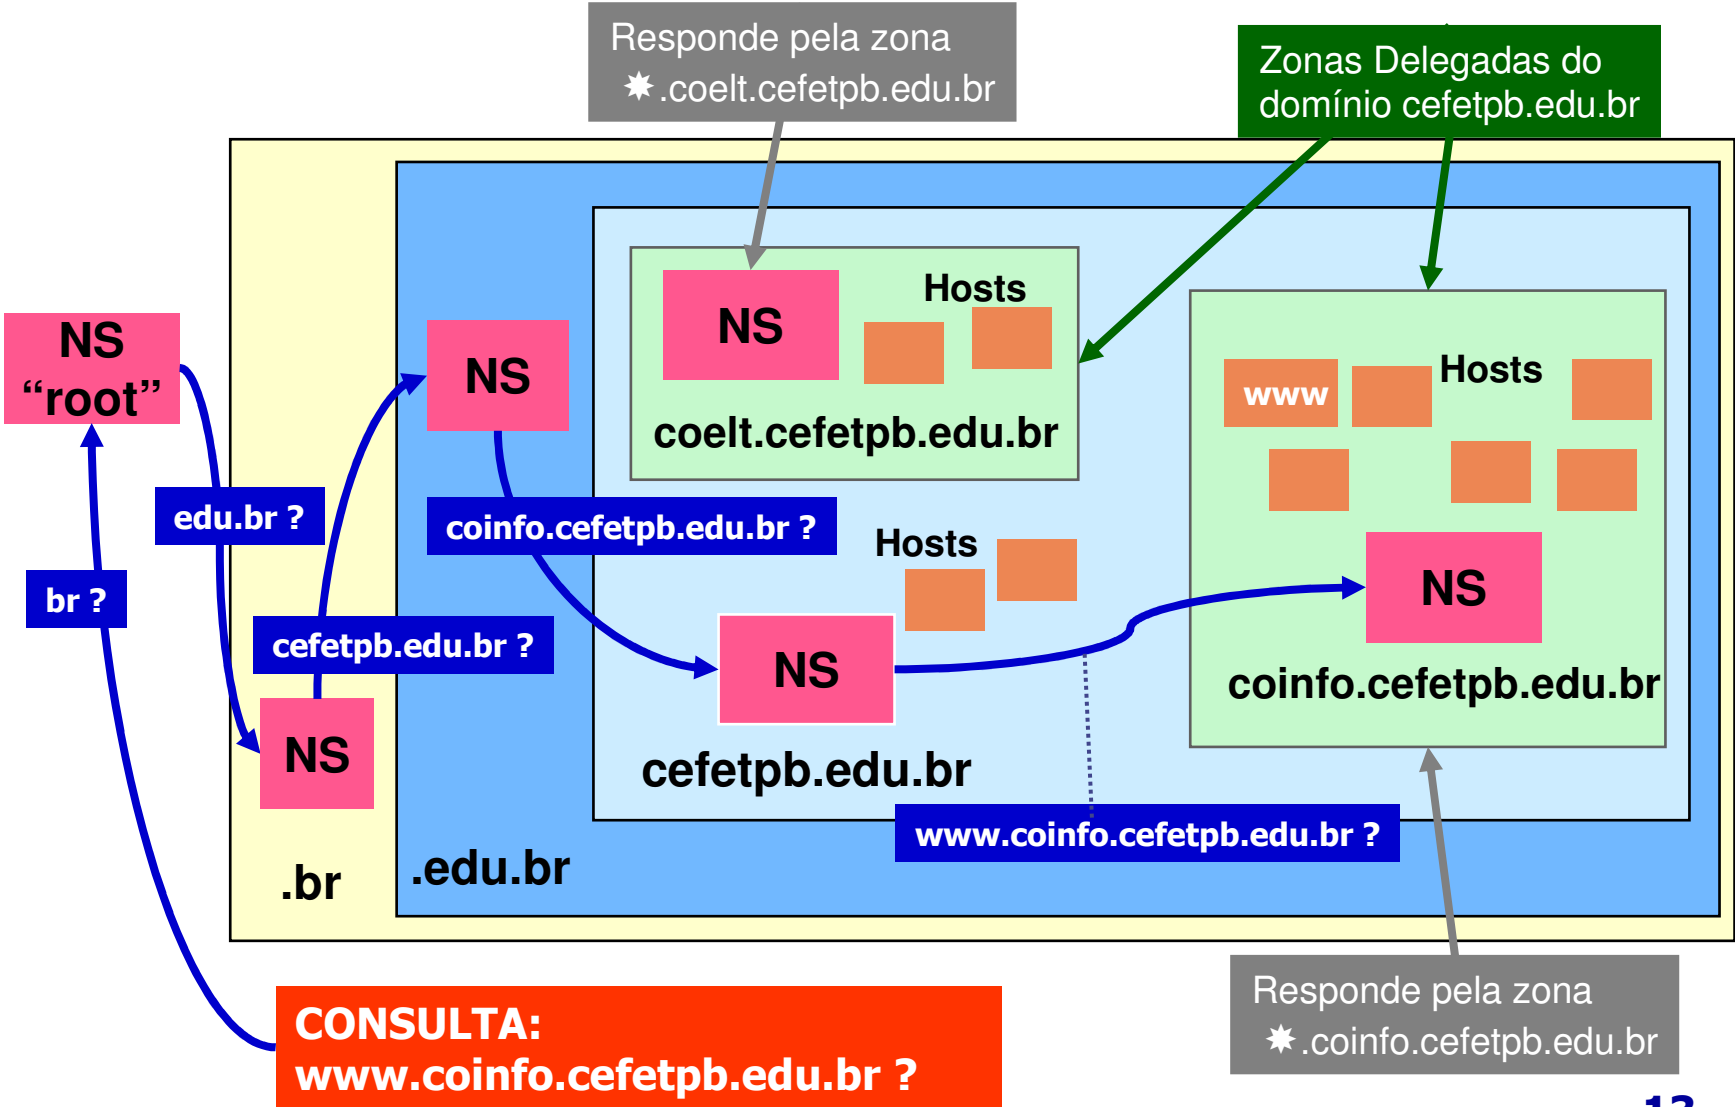 Responde pela zona
✸.coelt.cefetpb.edu.br
Zonas Delegadas do
domínio cefetpb.edu.br
NS
“root”
NS
NS
Hosts
coelt.cefetpb.edu.br
www
Hosts
NS
coinfo.cefetpb.edu.br
edu.br ?
coinfo.cefetpb.edu.br ?
Hosts
br ?
cefetpb.edu.br ?
NS
cefetpb.edu.br
NS
www.coinfo.cefetpb.edu.br ?
.br
.edu.br
CONSULTA:
www.coinfo.cefetpb.edu.br ?
Responde pela zona
✸.coinfo.cefetpb.edu.br